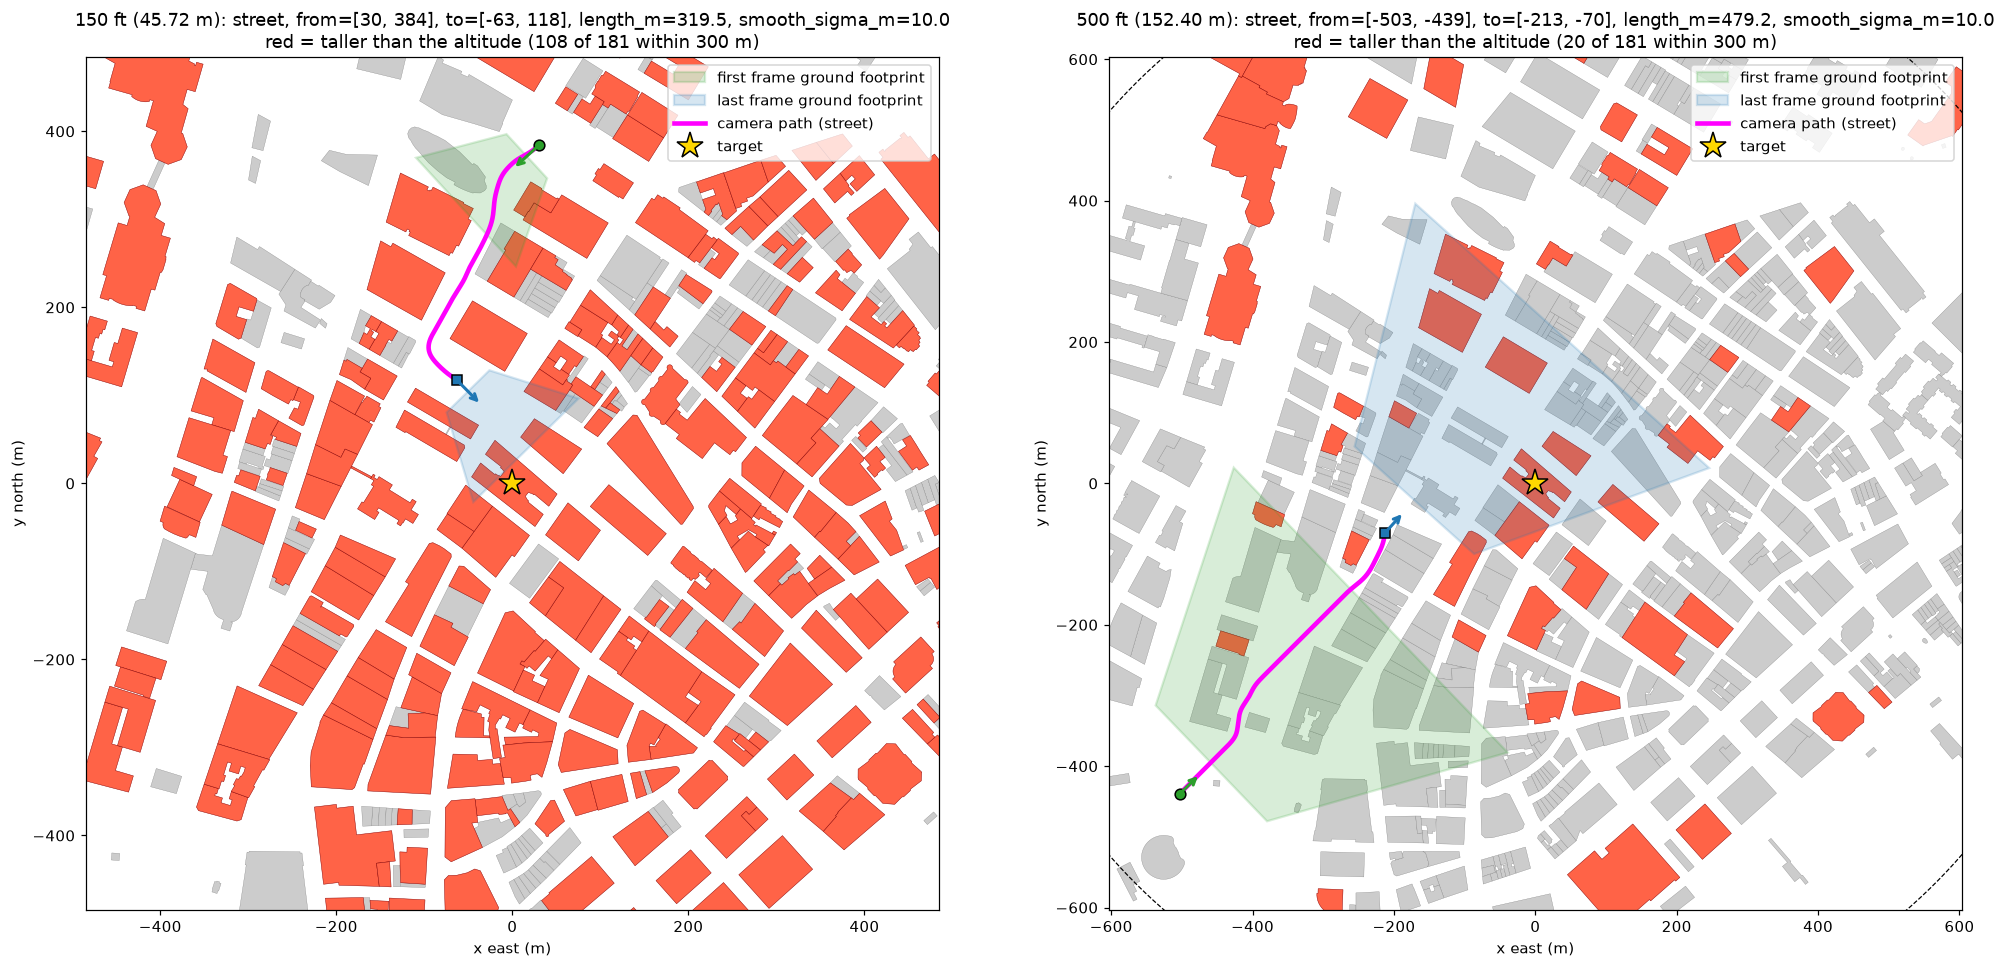 150 ft (45.72 m): street, from=[30, 384], to=[-63, 118], length_m=319.5, smooth_sigma_m=10.0
red = taller than the altitude (108 of 181 within 300 m)
first frame ground footprint
last frame ground footprint
camera path (street)
target
400
200
0
−200
−400
y north (m)
−400
−200
0
200
400
x east (m)
500 ft (152.40 m): street, from=[-503, -439], to=[-213, -70], length_m=479.2, smooth_sigma_m=10.0
red = taller than the altitude (20 of 181 within 300 m)
first frame ground footprint
last frame ground footprint
camera path (street)
target
600
400
200
0
−200
−400
−600
y north (m)
−600
−400
−200
0
200
400
600
x east (m)